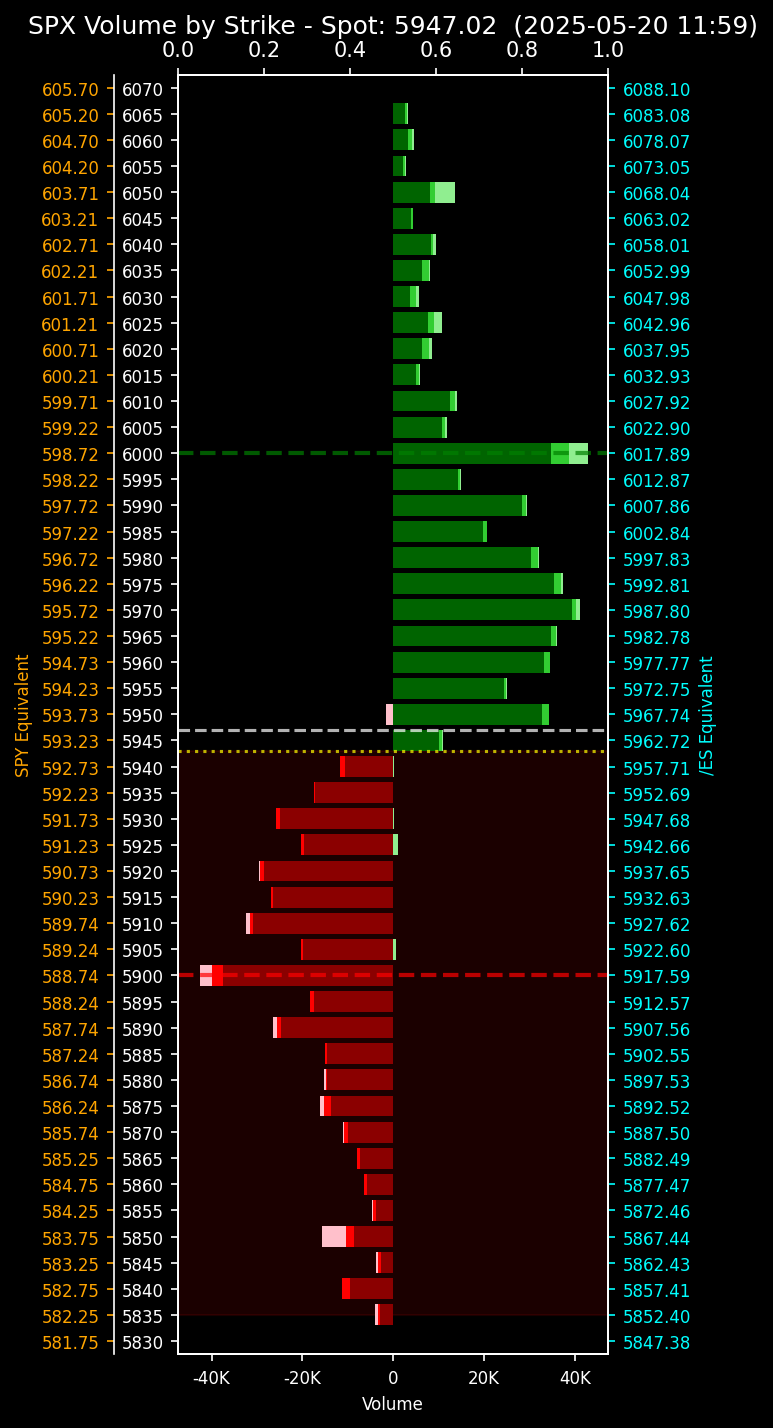 SPX Volume by Strike - Spot: 5947.02  (2025-05-20 11:59)
0.0 0.2 0.4 0.6 0.8 1.0
605.70 6070 6088.10
605.20 6065 6083.08
604.70 6060 6078.07
604.20 6055 6073.05
603.71 6050 6068.04
603.21 6045 6063.02
602.71 6040 6058.01
602.21 6035 6052.99
601.71 6030 6047.98
601.21 6025 6042.96
600.71 6020 6037.95
600.21 6015 6032.93
599.71 6010 6027.92
599.22 6005 6022.90
598.72 6000 6017.89
598.22 5995 6012.87
597.72 5990 6007.86
597.22 5985 6002.84
596.72 5980 5997.83
596.22 5975 5992.81
595.72 5970 5987.80
595.22 5965 5982.78
594.73 5960 5977.77
594.23 5955 5972.75
593.73 5950 5967.74
593.23 5945 5962.72
592.73 5940 5957.71
592.23 5935 5952.69
591.73 5930 5947.68
591.23 5925 5942.66
590.73 5920 5937.65
590.23 5915 5932.63
589.74 5910 5927.62
589.24 5905 5922.60
588.74 5900 5917.59
588.24 5895 5912.57
587.74 5890 5907.56
587.24 5885 5902.55
586.74 5880 5897.53
586.24 5875 5892.52
585.74 5870 5887.50
585.25 5865 5882.49
584.75 5860 5877.47
584.25 5855 5872.46
583.75 5850 5867.44
583.25 5845 5862.43
582.75 5840 5857.41
582.25 5835 5852.40
581.75 5830 5847.38
SPY Equivalent
/ES Equivalent
-40K -20K 0 20K 40K
Volume